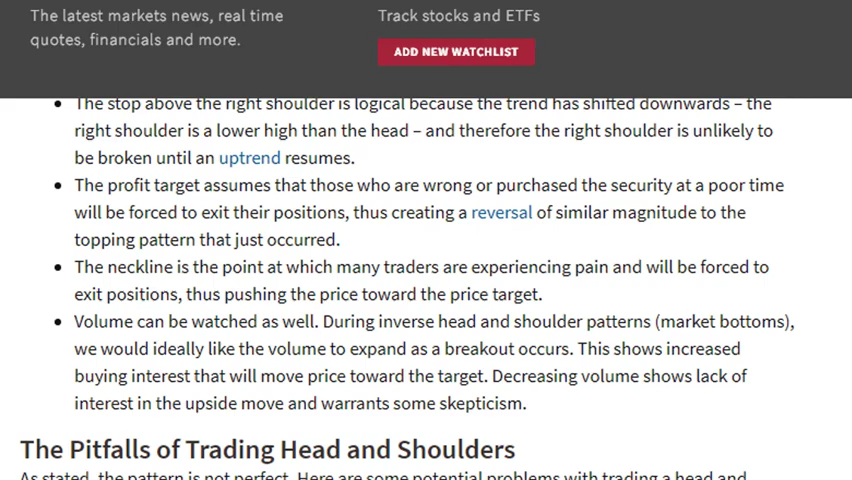 The latest markets news, real time
quotes, financials and more.
Track stocks and ETFs
ADD NEW WATCHLIST
The stop above the right shoulder is logical because the trend has shifted downwards – the
right shoulder is a lower high than the head – and therefore the right shoulder is unlikely to
be broken until an uptrend resumes.
The profit target assumes that those who are wrong or purchased the security at a poor time
will be forced to exit their positions, thus creating a reversal of similar magnitude to the
topping pattern that just occurred.
The neckline is the point at which many traders are experiencing pain and will be forced to
exit positions, thus pushing the price toward the price target.
Volume can be watched as well. During inverse head and shoulder patterns (market bottoms),
we would ideally like the volume to expand as a breakout occurs. This shows increased
buying interest that will move price toward the target. Decreasing volume shows lack of
interest in the upside move and warrants some skepticism.
The Pitfalls of Trading Head and Shoulders
As stated, the pattern is not perfect. Here are some potential problems with trading a head and